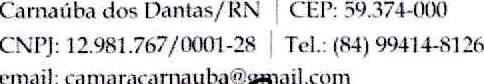 Carnaúba dos Dantas/RN | CEP: 59.374-000
CNPJ: 12.981.767/0001-28 | Tel.: (84) 99414-8126
email: camaracarnauba@gmail.com